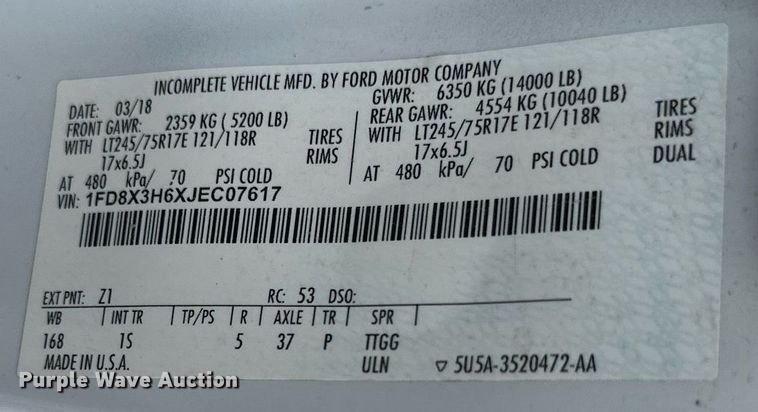 INCOMPLETE VEHICLE MFD. BY FORD MOTOR COMPANY
DATE: 03/18 GVWR: 6350 KG (14000 LB)
FRONT GAWR: 2359 KG ( 5200 LB) REAR GAWR: 4554 KG (10040 LB)
WITH LT245/75R17E 121/118R TIRES WITH LT245/75R17E 121/118R TIRES
17x6.5J RIMS 17x6.5J RIMS
AT 480 kPa/ 70 PSI COLD AT 480 kPa/ 70 PSI COLD DUAL
VIN: 1FD8X3H6XJEC07617
EXT PNT: Z1 RC: 53 DSO:
WB INT TR TP/PS R AXLE TR SPR
168 1S 5 37 P TTGG
MADE IN U.S.A. ULN ▽ 5U5A-3520472-AA
Purple Wave Auction